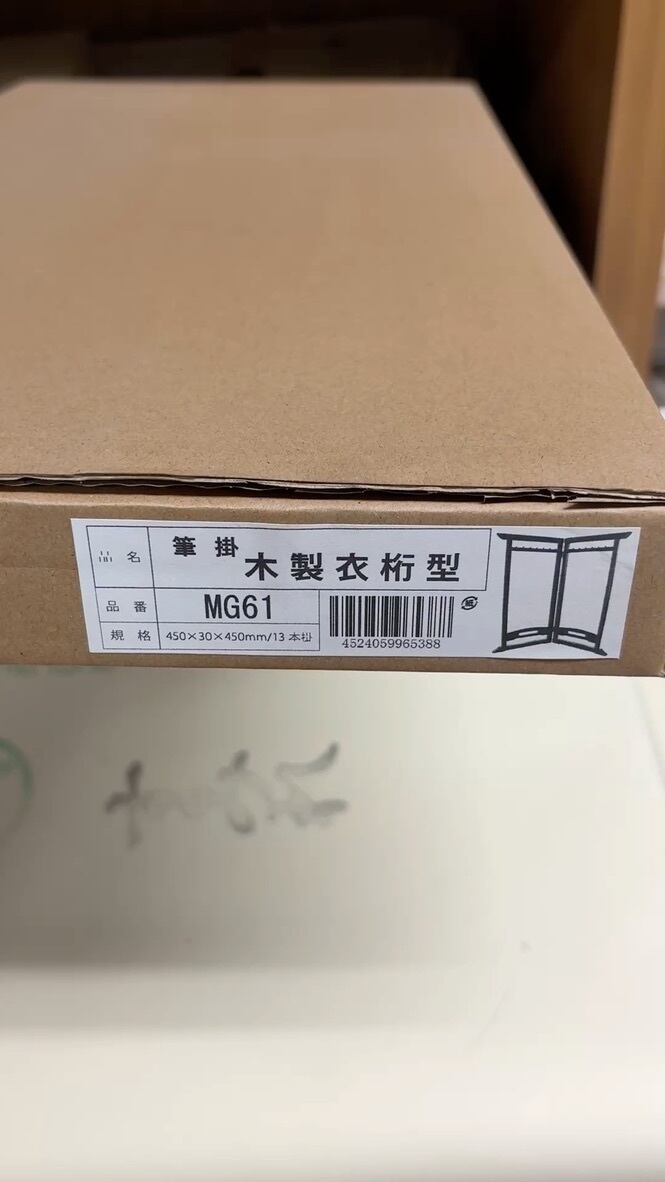 品名 筆掛 木製衣桁型
品番 MG61
規格 450×30×450mm/13本掛
4524059965388
紙